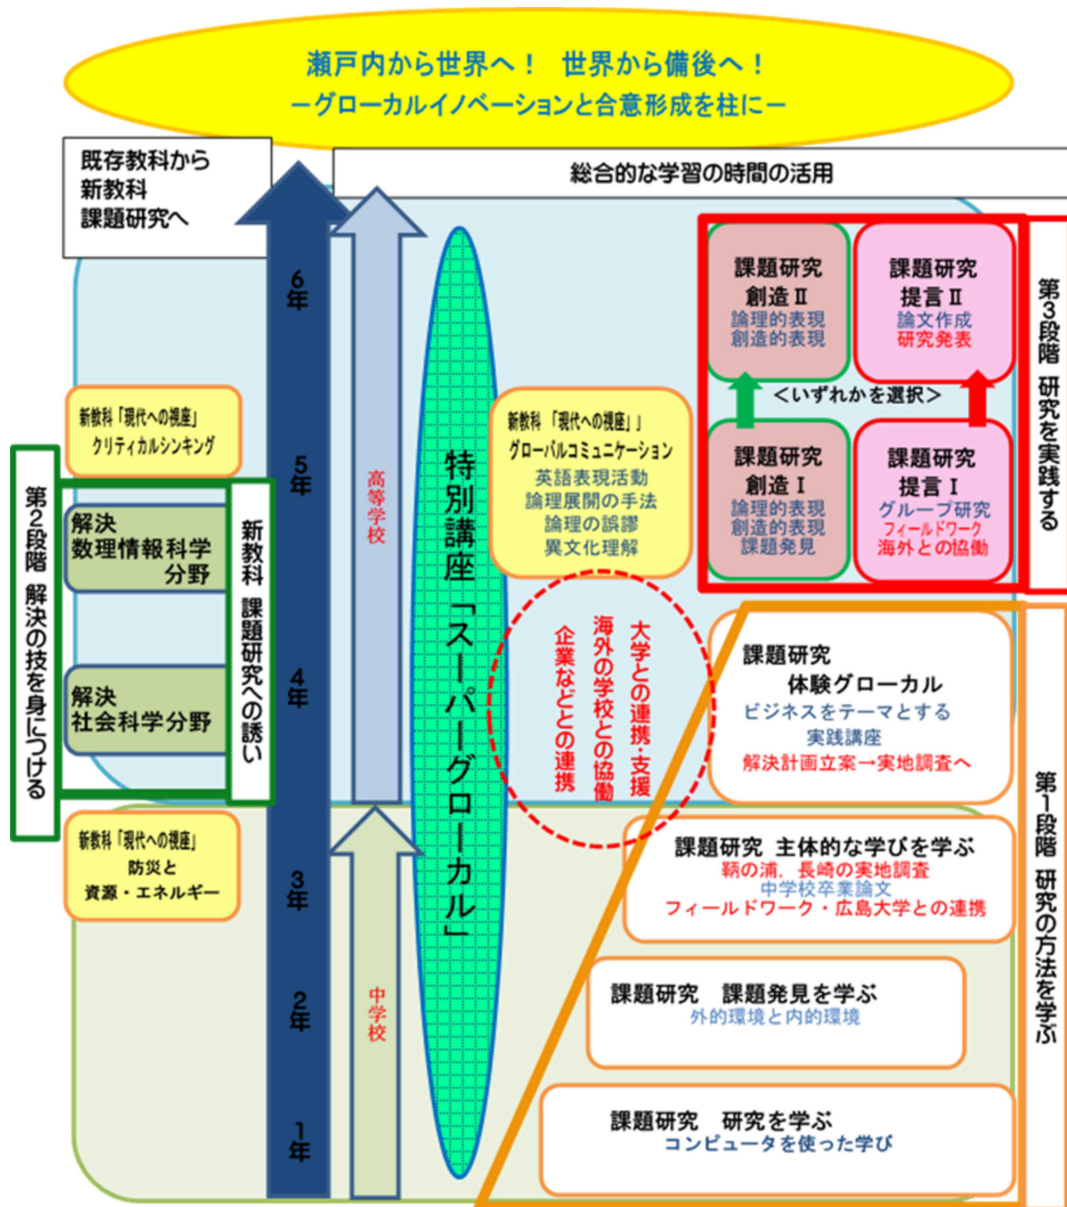 瀬戸内から世界へ！ 世界から備後へ！
－グローカルイノベーションと合意形成を柱に－
既存教科から
新教科
課題研究へ
総合的な学習の時間の活用
6年
5年
4年
3年
2年
1年
高等学校
中学校
特別講座「スーパーグローカル」
新教科「現代への視座」
クリティカルシンキング
第2段階 解決の技を身につける
解決
数理情報科学
分野
解決
社会科学分野
新教科 課題研究への誘い
新教科「現代への視座」
防災と
資源・エネルギー
新教科「現代への視座」」
グローバルコミュニケーション
英語表現活動
論理展開の手法
論理の誤謬
異文化理解
大学との連携・支援
海外の学校との協働
企業などとの連携
課題研究
創造Ⅱ
論理的表現
創造的表現
課題研究
提言Ⅱ
論文作成
研究発表
＜いずれかを選択＞
課題研究
創造Ⅰ
論理的表現
創造的表現
課題発見
課題研究
提言Ⅰ
グループ研究
フィールドワーク
海外との協働
第3段階 研究を実践する
課題研究
体験グローカル
ビジネスをテーマとする
実践講座
解決計画立案→実地調査へ
課題研究 主体的な学びを学ぶ
鞆の浦．長崎の実地調査
中学校卒業論文
フィールドワーク・広島大学との連携
課題研究 課題発見を学ぶ
外的環境と内的環境
課題研究 研究を学ぶ
コンピュータを使った学び
第1段階 研究の方法を学ぶ